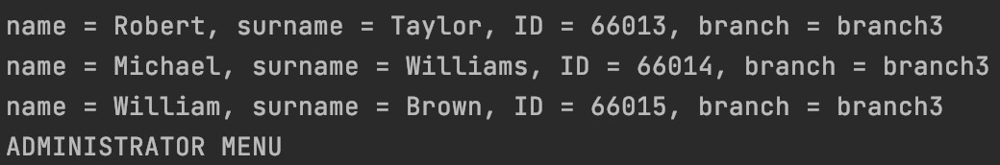 name = Robert, surname = Taylor, ID = 66013, branch = branch3
name = Michael, surname = Williams, ID = 66014, branch = branch3
name = William, surname = Brown, ID = 66015, branch = branch3
ADMINISTRATOR MENU